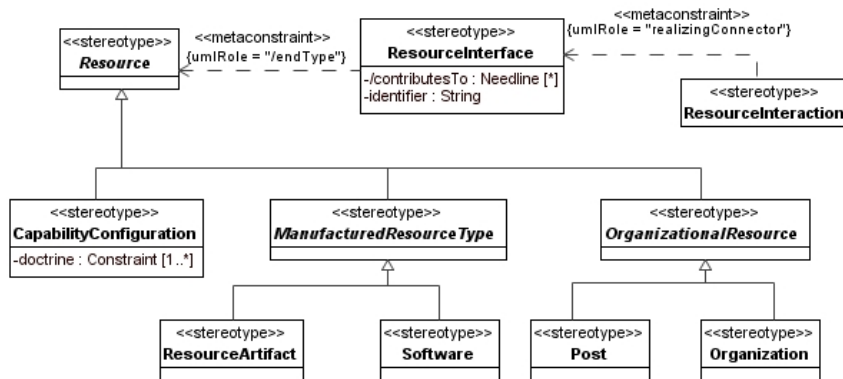 <<metaconstraint>>
{umlRole = "/endType"}
<<metaconstraint>>
{umlRole = "realizingConnector"}
<<stereotype>>
Resource
<<stereotype>>
ResourceInterface
-/contributesTo : Needline [*]
-identifier : String
<<stereotype>>
ResourceInteraction
<<stereotype>>
CapabilityConfiguration
-doctrine : Constraint [1..*]
<<stereotype>>
ManufacturedResourceType
<<stereotype>>
OrganizationalResource
<<stereotype>>
ResourceArtifact
<<stereotype>>
Software
<<stereotype>>
Post
<<stereotype>>
Organization